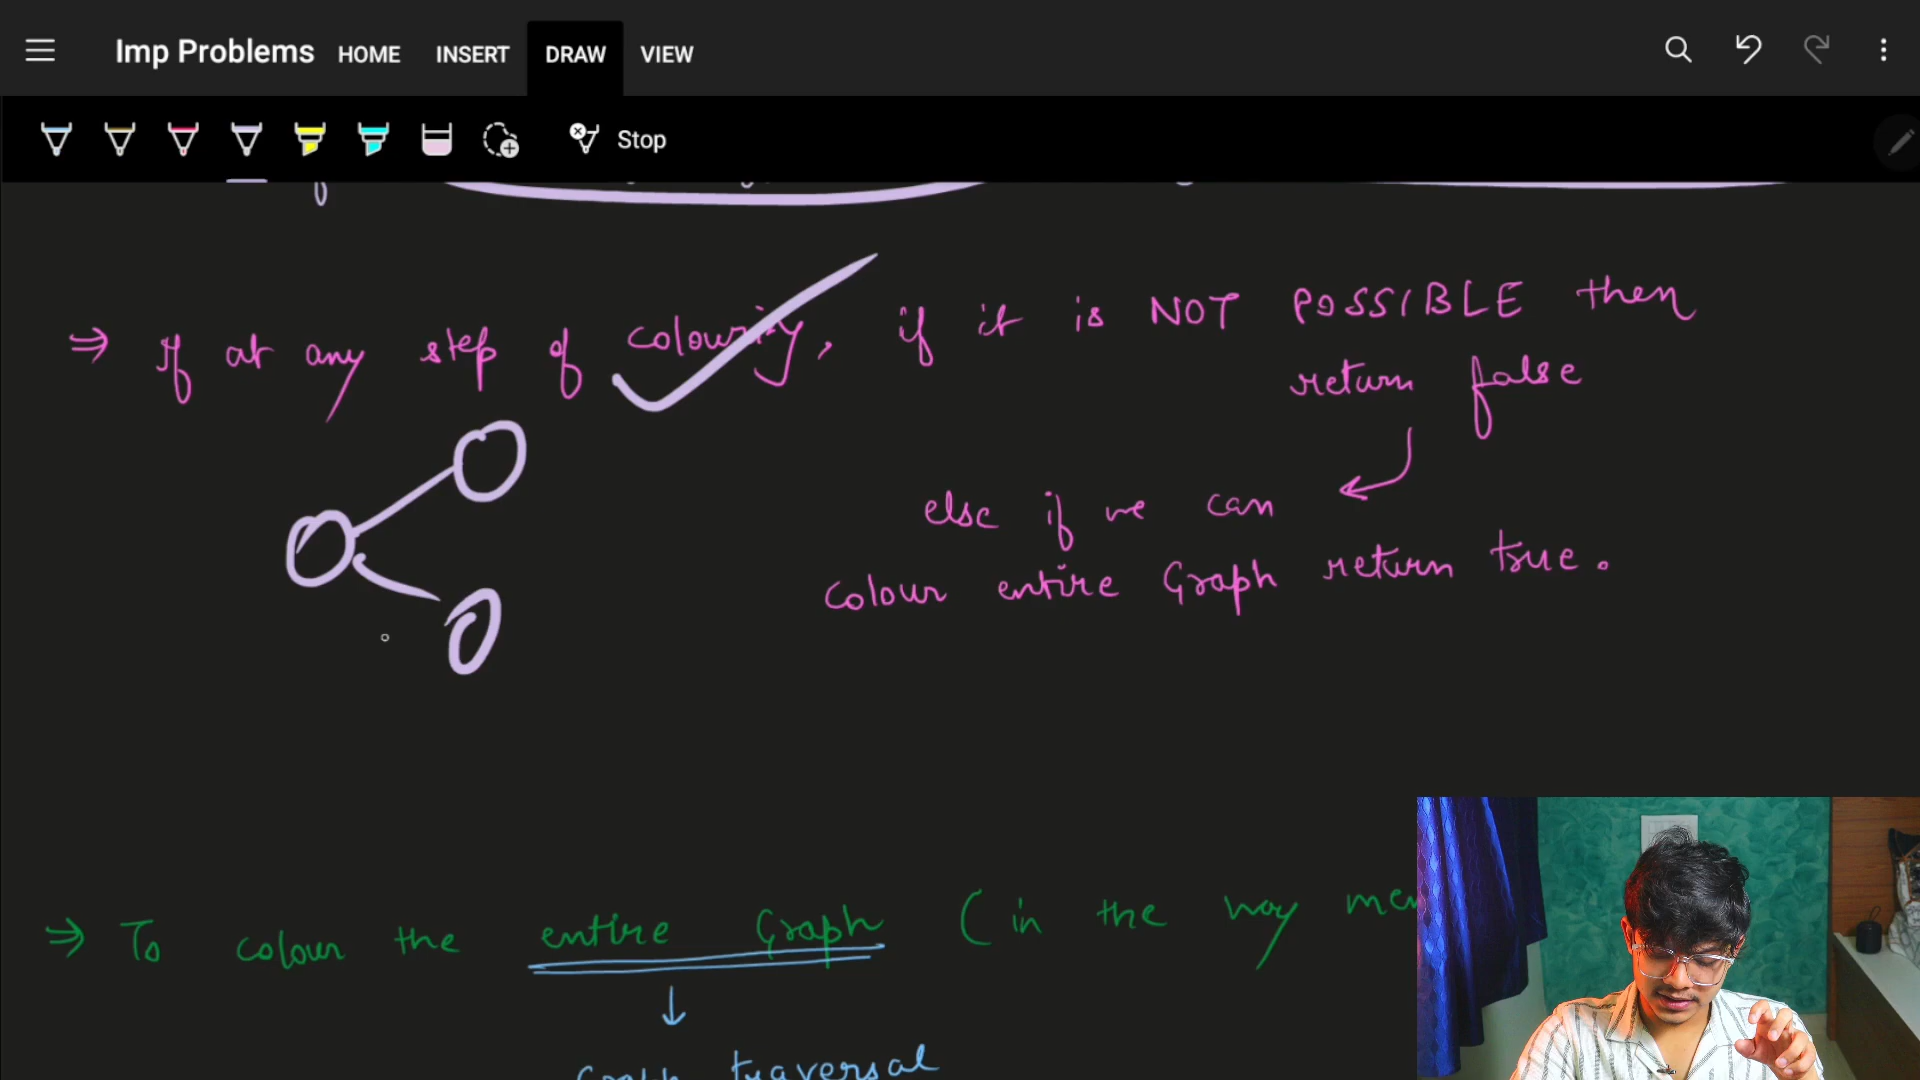 Imp Problems HOME INSERT DRAW VIEW
Stop
⇒ If at any step of colouring, if it is NOT POSSIBLE then
return false
else if we can
colour entire Graph return true.
⇒ To colour the entire Graph (in the way
Graph traversal